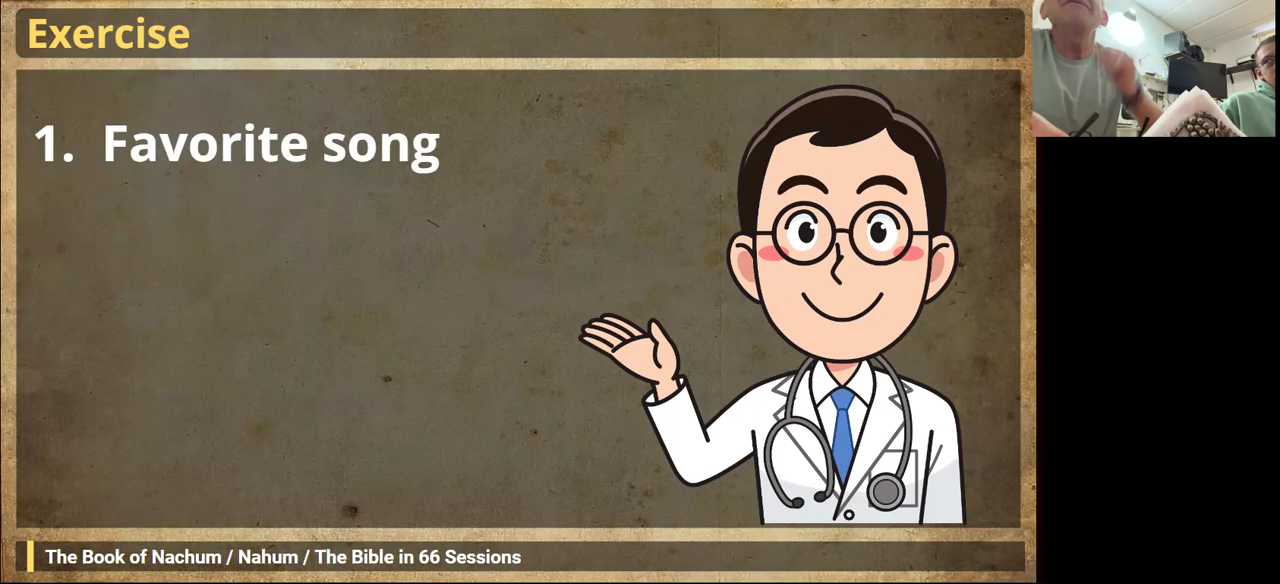 Exercise
1. Favorite song
The Book of Nachum / Nahum / The Bible in 66 Sessions